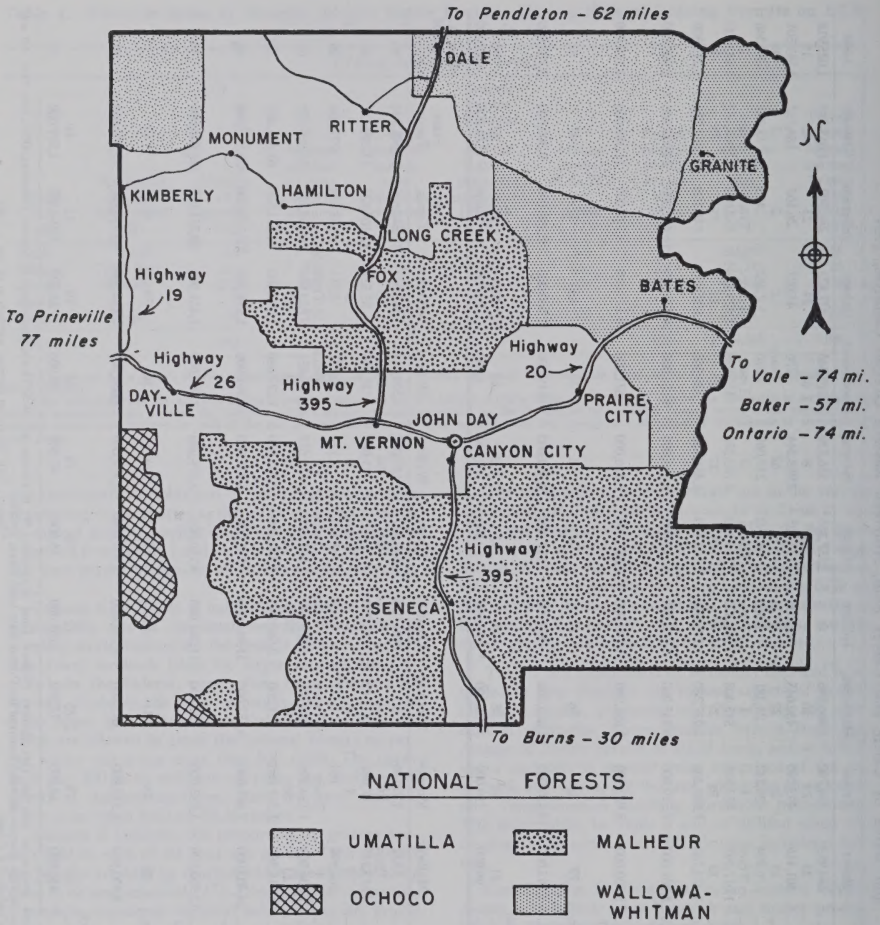 To Pendleton – 62 miles
DALE
RITTER
MONUMENT
GRANITE
N
KIMBERLY
HAMILTON
LONG CREEK
FOX
Highway
19
BATES
To Prineville
77 miles
Highway
26
Highway
395
Highway
20
To
Vale – 74 mi.
Baker – 57 mi.
Ontario – 74 mi.
DAY-
VILLE
PRAIRE
CITY
MT. VERNON
JOHN DAY
CANYON CITY
Highway
395
SENECA
To Burns – 30 miles
NATIONAL FORESTS
UMATILLA
MALHEUR
OCHOCO
WALLOWA-
WHITMAN